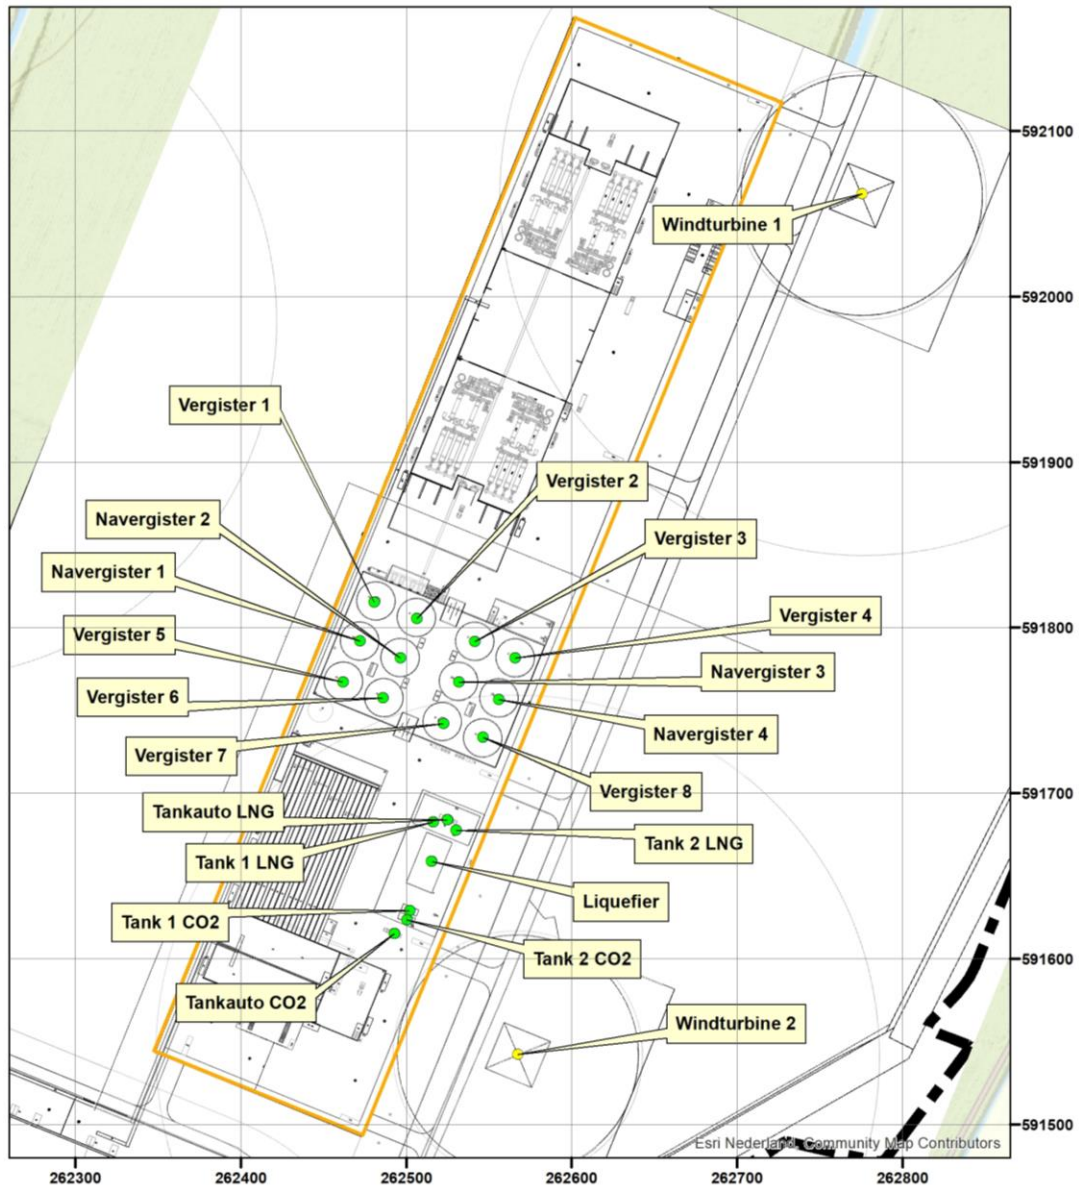 592100
Windturbine 1
592000
Vergister 1
591900
Vergister 2
Navergister 2
Vergister 3
Navergister 1
Vergister 4
Vergister 5
591800
Navergister 3
Vergister 6
Navergister 4
Vergister 7
Vergister 8
591700
Tankauto LNG
Tank 2 LNG
Tank 1 LNG
Liquefier
Tank 1 CO2
Tank 2 CO2
591600
Tankauto CO2
Windturbine 2
591500
Esri Nederland, Community Map Contributors
262300 262400 262500 262600 262700 262800